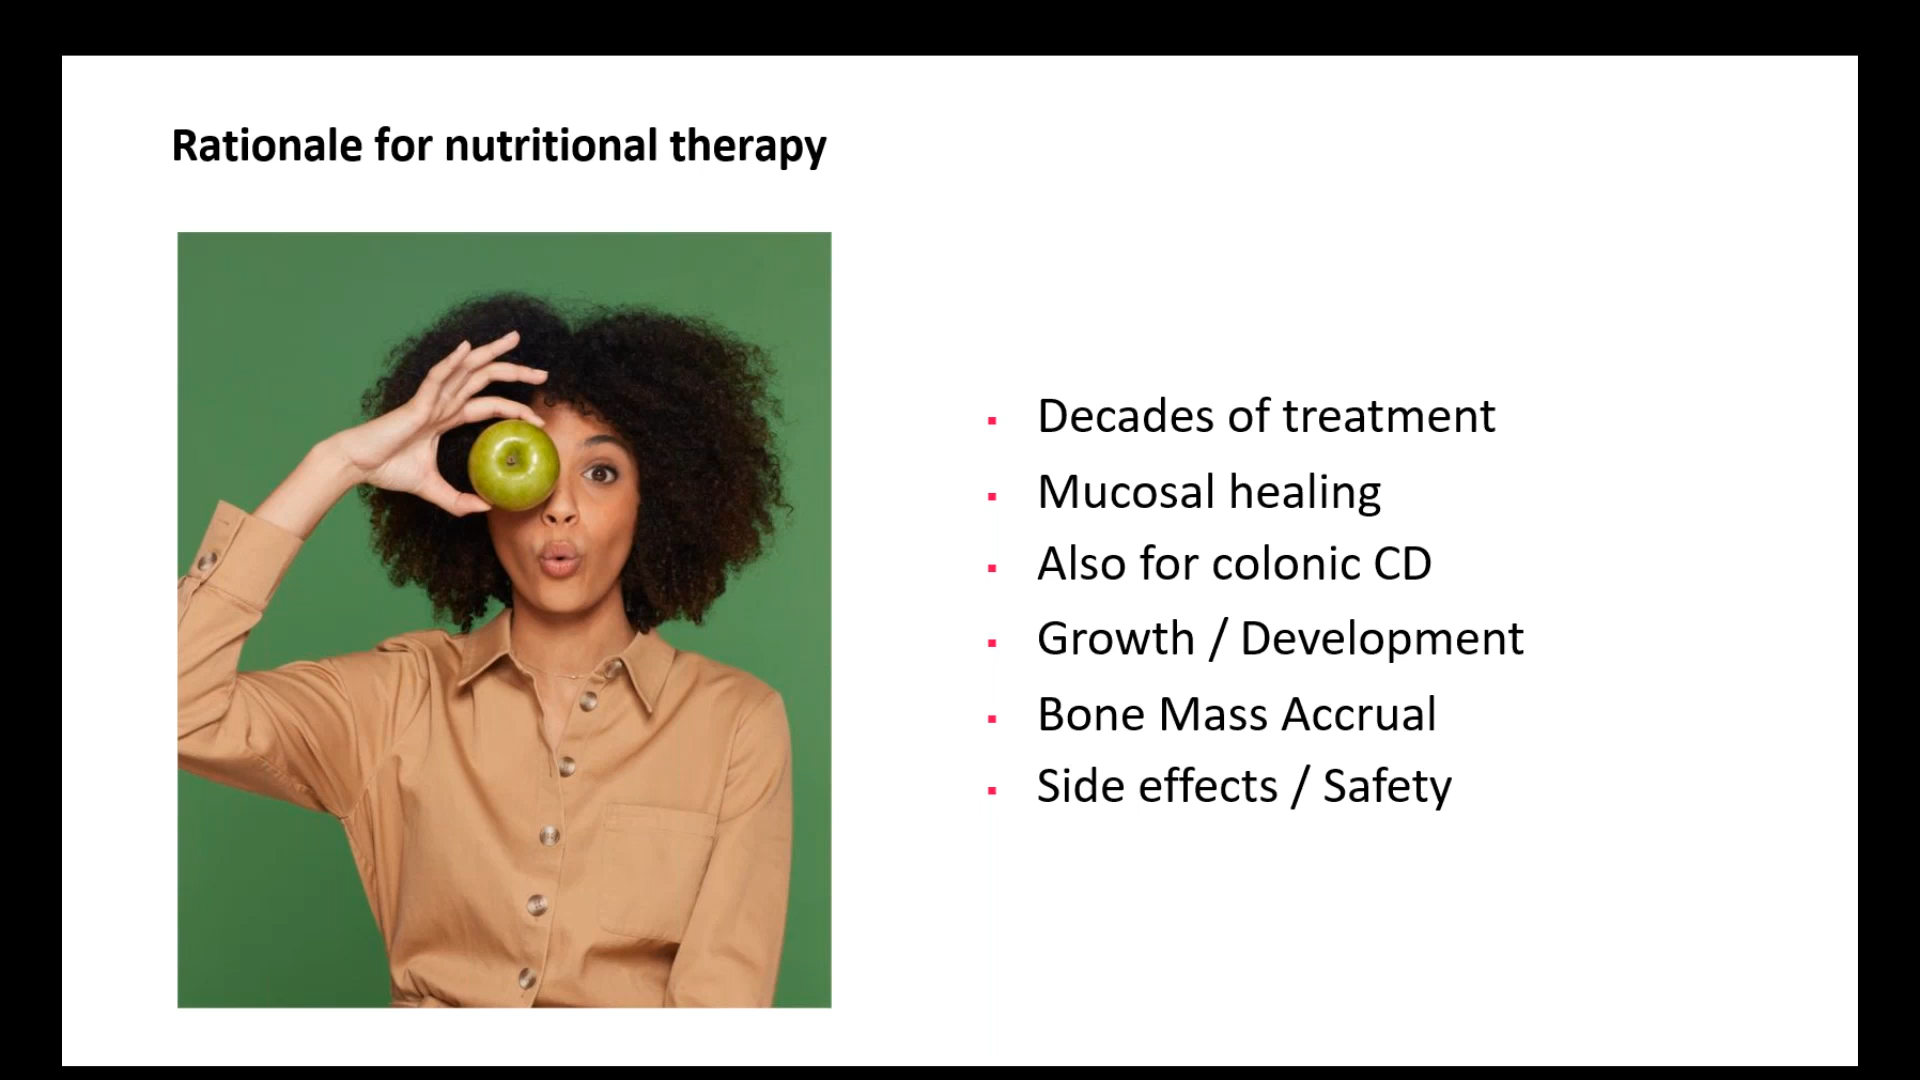 Rationale for nutritional therapy
▪ Decades of treatment
▪ Mucosal healing
▪ Also for colonic CD
▪ Growth / Development
▪ Bone Mass Accrual
▪ Side effects / Safety